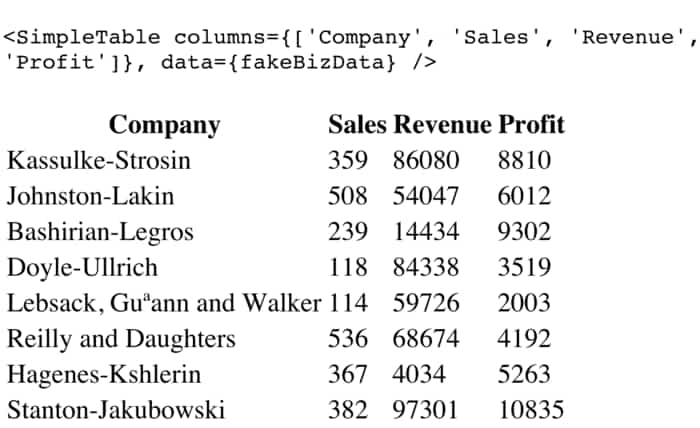 <SimpleTable columns={['Company', 'Sales', 'Revenue',
'Profit']}, data={fakeBizData} />
Company Sales Revenue Profit
Kassulke-Strosin 359 86080 8810
Johnston-Lakin 508 54047 6012
Bashirian-Legros 239 14434 9302
Doyle-Ullrich 118 84338 3519
Lebsack, Guªann and Walker 114 59726 2003
Reilly and Daughters 536 68674 4192
Hagenes-Kshlerin 367 4034 5263
Stanton-Jakubowski 382 97301 10835